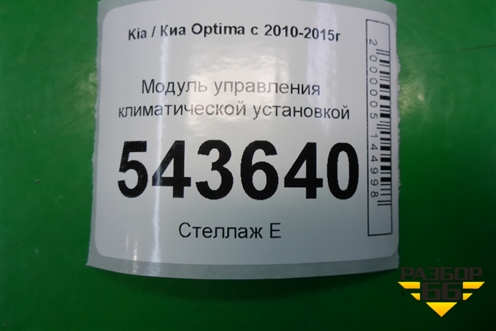 Kia / Киа Optima с 2010-2015г
Модуль управления
климатической установкой
543640
Стеллаж Е
2000005144998
РАЗБОР
66